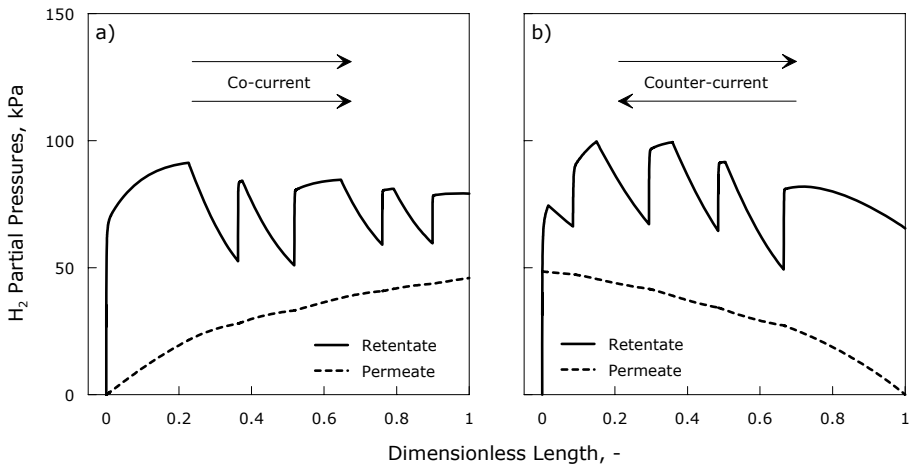 a)
b)
150
100
50
0
H2 Partial Pressures, kPa
Co-current
Counter-current
Retentate
Permeate
Retentate
Permeate
0 0.2 0.4 0.6 0.8 1
0 0.2 0.4 0.6 0.8 1
Dimensionless Length, -